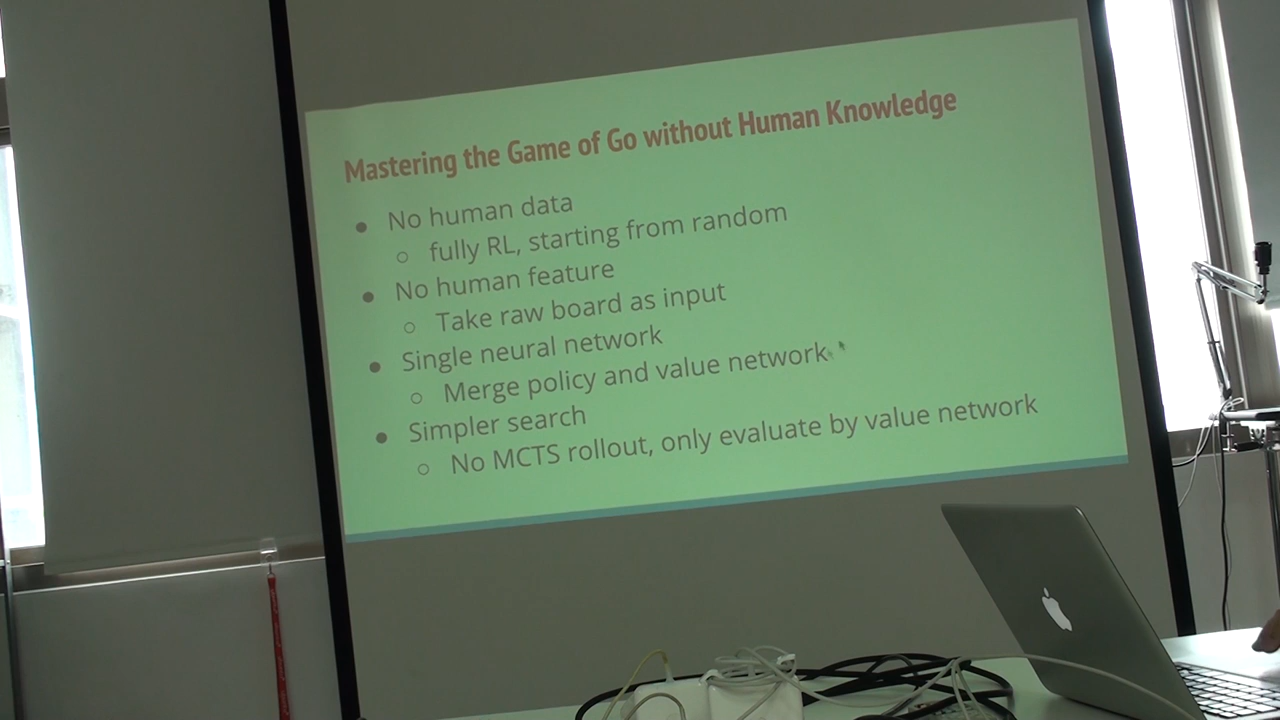 Mastering the Game of Go without Human Knowledge
● No human data
○ fully RL, starting from random
● No human feature
○ Take raw board as input
● Single neural network
○ Merge policy and value network
● Simpler search
○ No MCTS rollout, only evaluate by value network